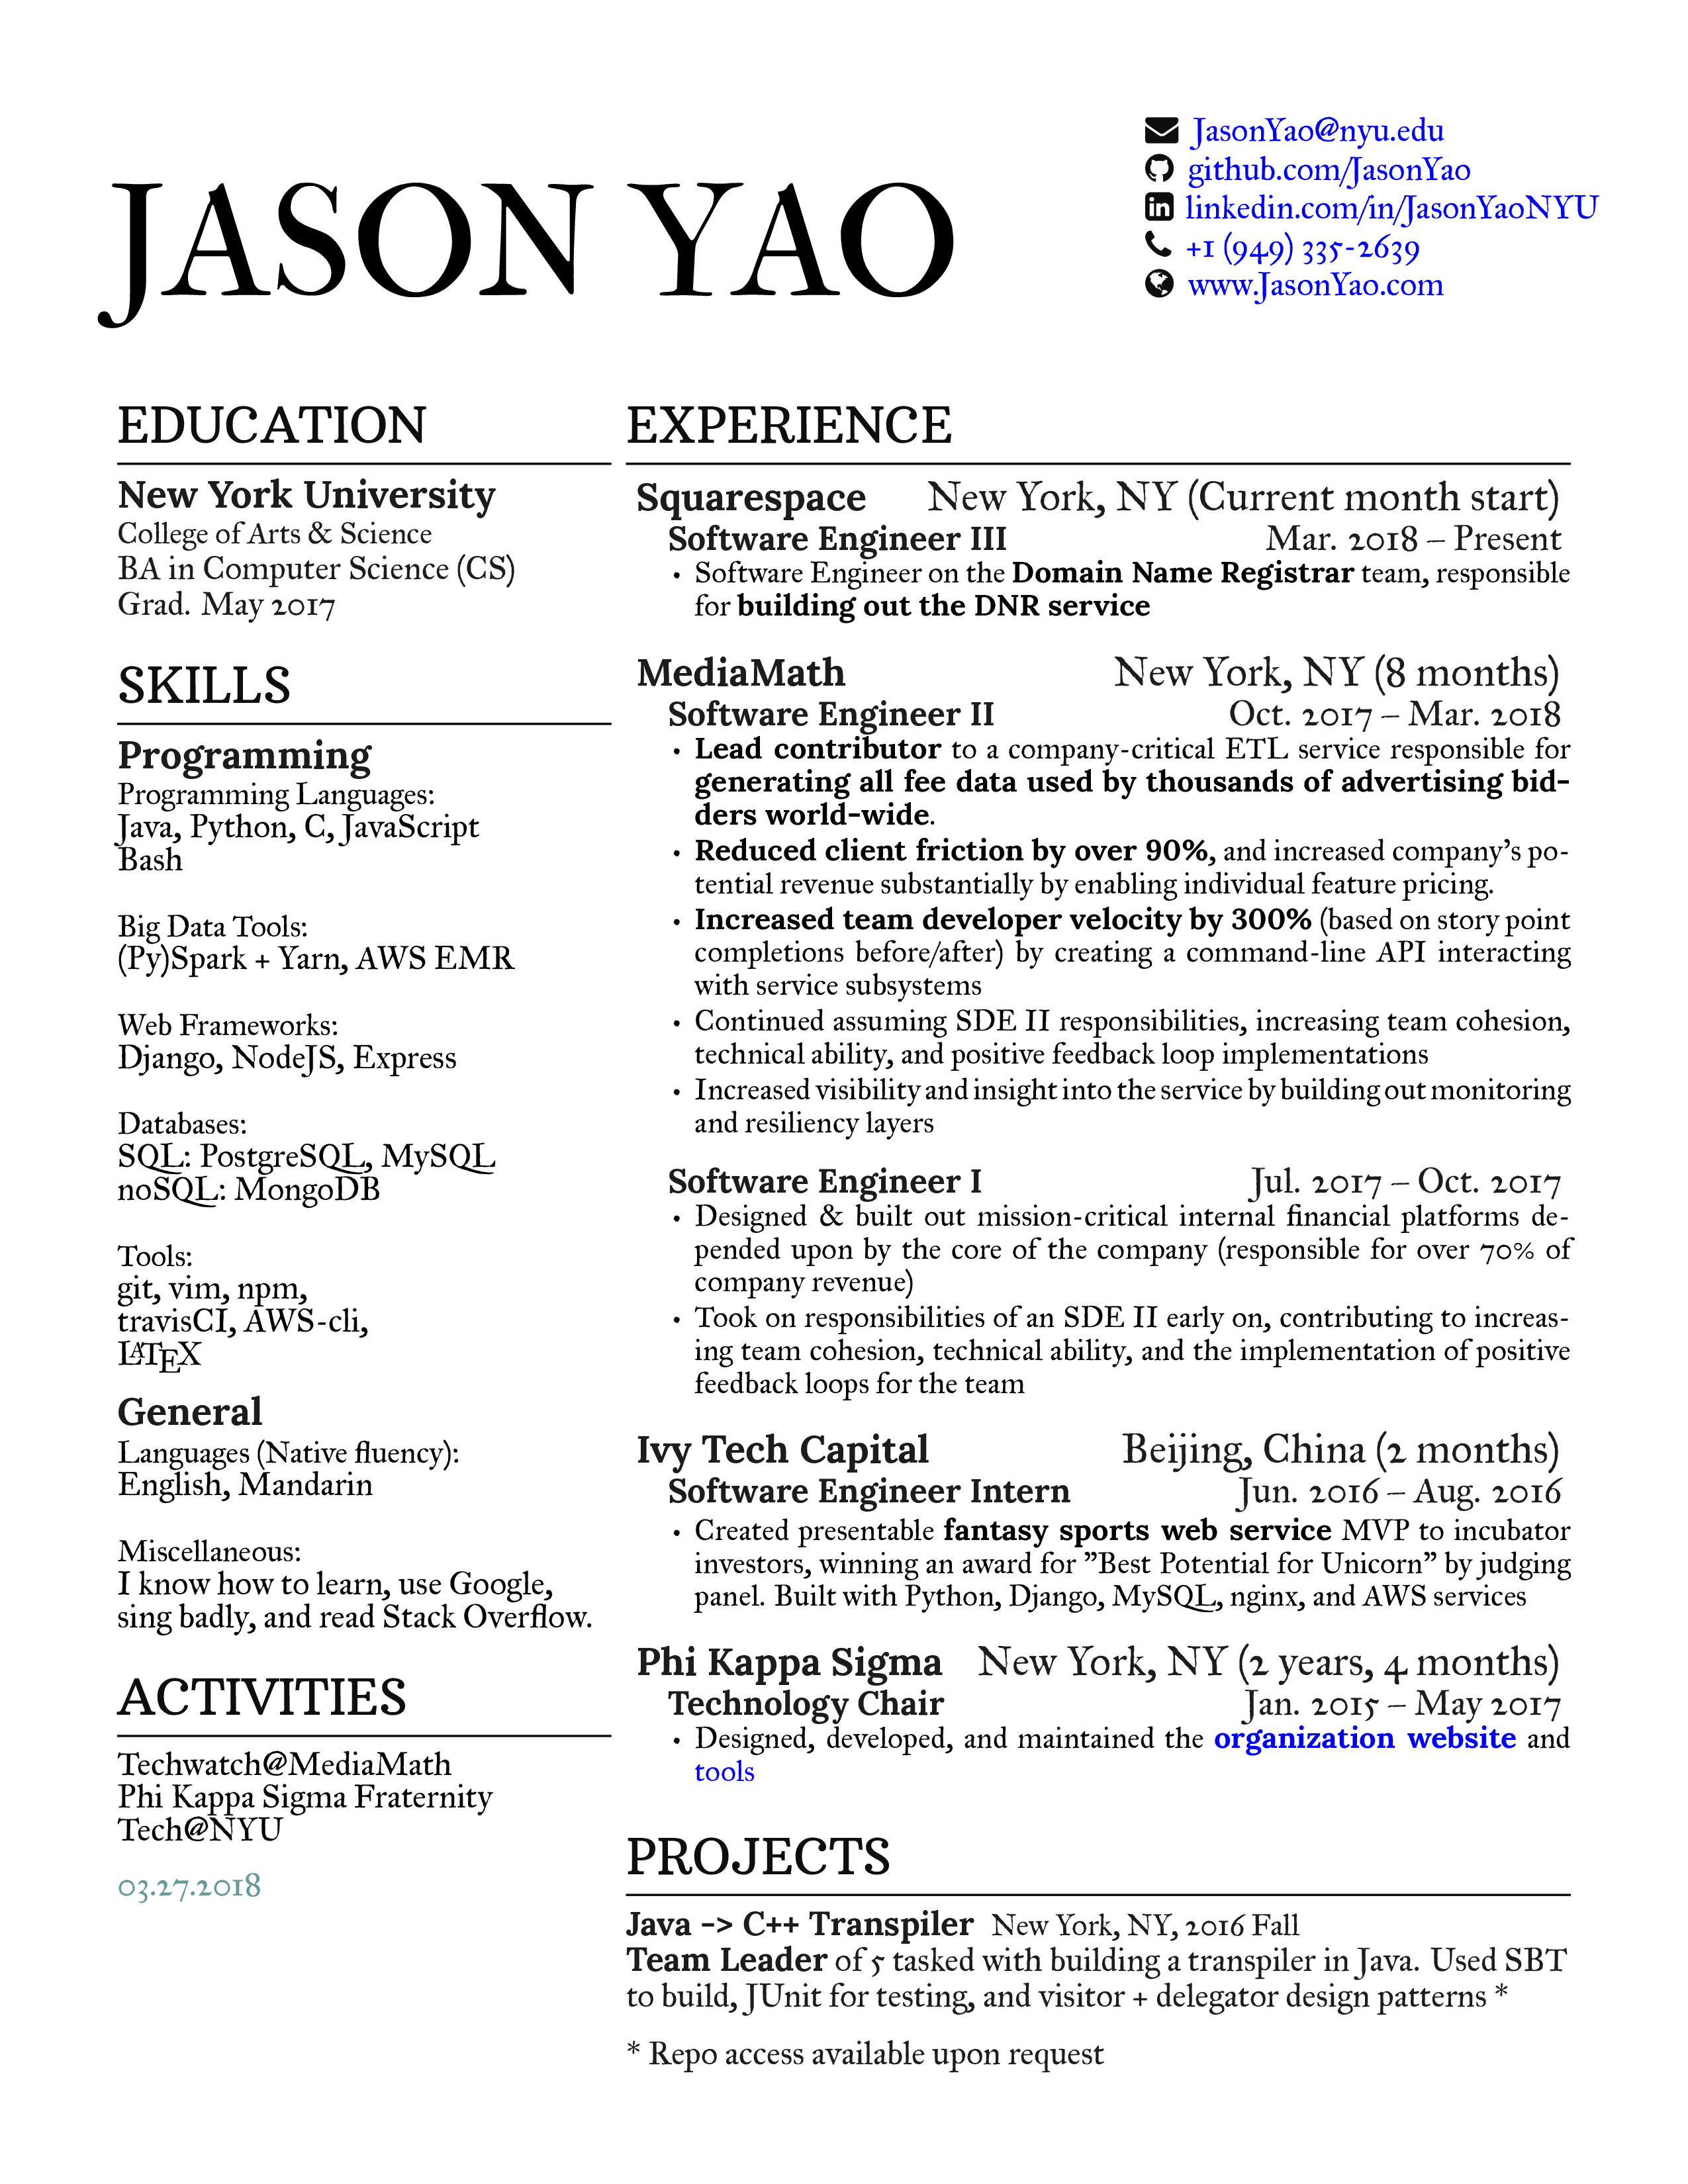 JASON YAO
JasonYao@nyu.edu
github.com/JasonYao
linkedin.com/in/JasonYaoNYU
+1 (949) 335-2639
www.JasonYao.com
EDUCATION
New York University
College of Arts & Science
BA in Computer Science (CS)
Grad. May 2017
SKILLS
Programming
Programming Languages:
Java, Python, C, JavaScript
Bash
Big Data Tools:
(Py)Spark + Yarn, AWS EMR
Web Frameworks:
Django, NodeJS, Express
Databases:
SQL: PostgreSQL, MySQL
noSQL: MongoDB
Tools:
git, vim, npm,
travisCI, AWS-cli,
LATEX
General
Languages (Native fluency):
English, Mandarin
Miscellaneous:
I know how to learn, use Google,
sing badly, and read Stack Overflow.
ACTIVITIES
Techwatch@MediaMath
Phi Kappa Sigma Fraternity
Tech@NYU
03.27.2018
EXPERIENCE
Squarespace New York, NY (Current month start)
Software Engineer III Mar. 2018 – Present
• Software Engineer on the Domain Name Registrar team, responsible
for building out the DNR service
MediaMath New York, NY (8 months)
Software Engineer II Oct. 2017 – Mar. 2018
• Lead contributor to a company-critical ETL service responsible for
generating all fee data used by thousands of advertising bid-
ders world-wide.
• Reduced client friction by over 90%, and increased company's po-
tential revenue substantially by enabling individual feature pricing.
• Increased team developer velocity by 300% (based on story point
completions before/after) by creating a command-line API interacting
with service subsystems
• Continued assuming SDE II responsibilities, increasing team cohesion,
technical ability, and positive feedback loop implementations
• Increased visibility and insight into the service by building out monitoring
and resiliency layers
Software Engineer I Jul. 2017 – Oct. 2017
• Designed & built out mission-critical internal financial platforms de-
pended upon by the core of the company (responsible for over 70% of
company revenue)
• Took on responsibilities of an SDE II early on, contributing to increas-
ing team cohesion, technical ability, and the implementation of positive
feedback loops for the team
Ivy Tech Capital Beijing, China (2 months)
Software Engineer Intern Jun. 2016 – Aug. 2016
• Created presentable fantasy sports web service MVP to incubator
investors, winning an award for ”Best Potential for Unicorn” by judging
panel. Built with Python, Django, MySQL, nginx, and AWS services
Phi Kappa Sigma New York, NY (2 years, 4 months)
Technology Chair Jan. 2015 – May 2017
• Designed, developed, and maintained the organization website and
tools
PROJECTS
Java -> C++ Transpiler New York, NY, 2016 Fall
Team Leader of 5 tasked with building a transpiler in Java. Used SBT
to build, JUnit for testing, and visitor + delegator design patterns *
* Repo access available upon request